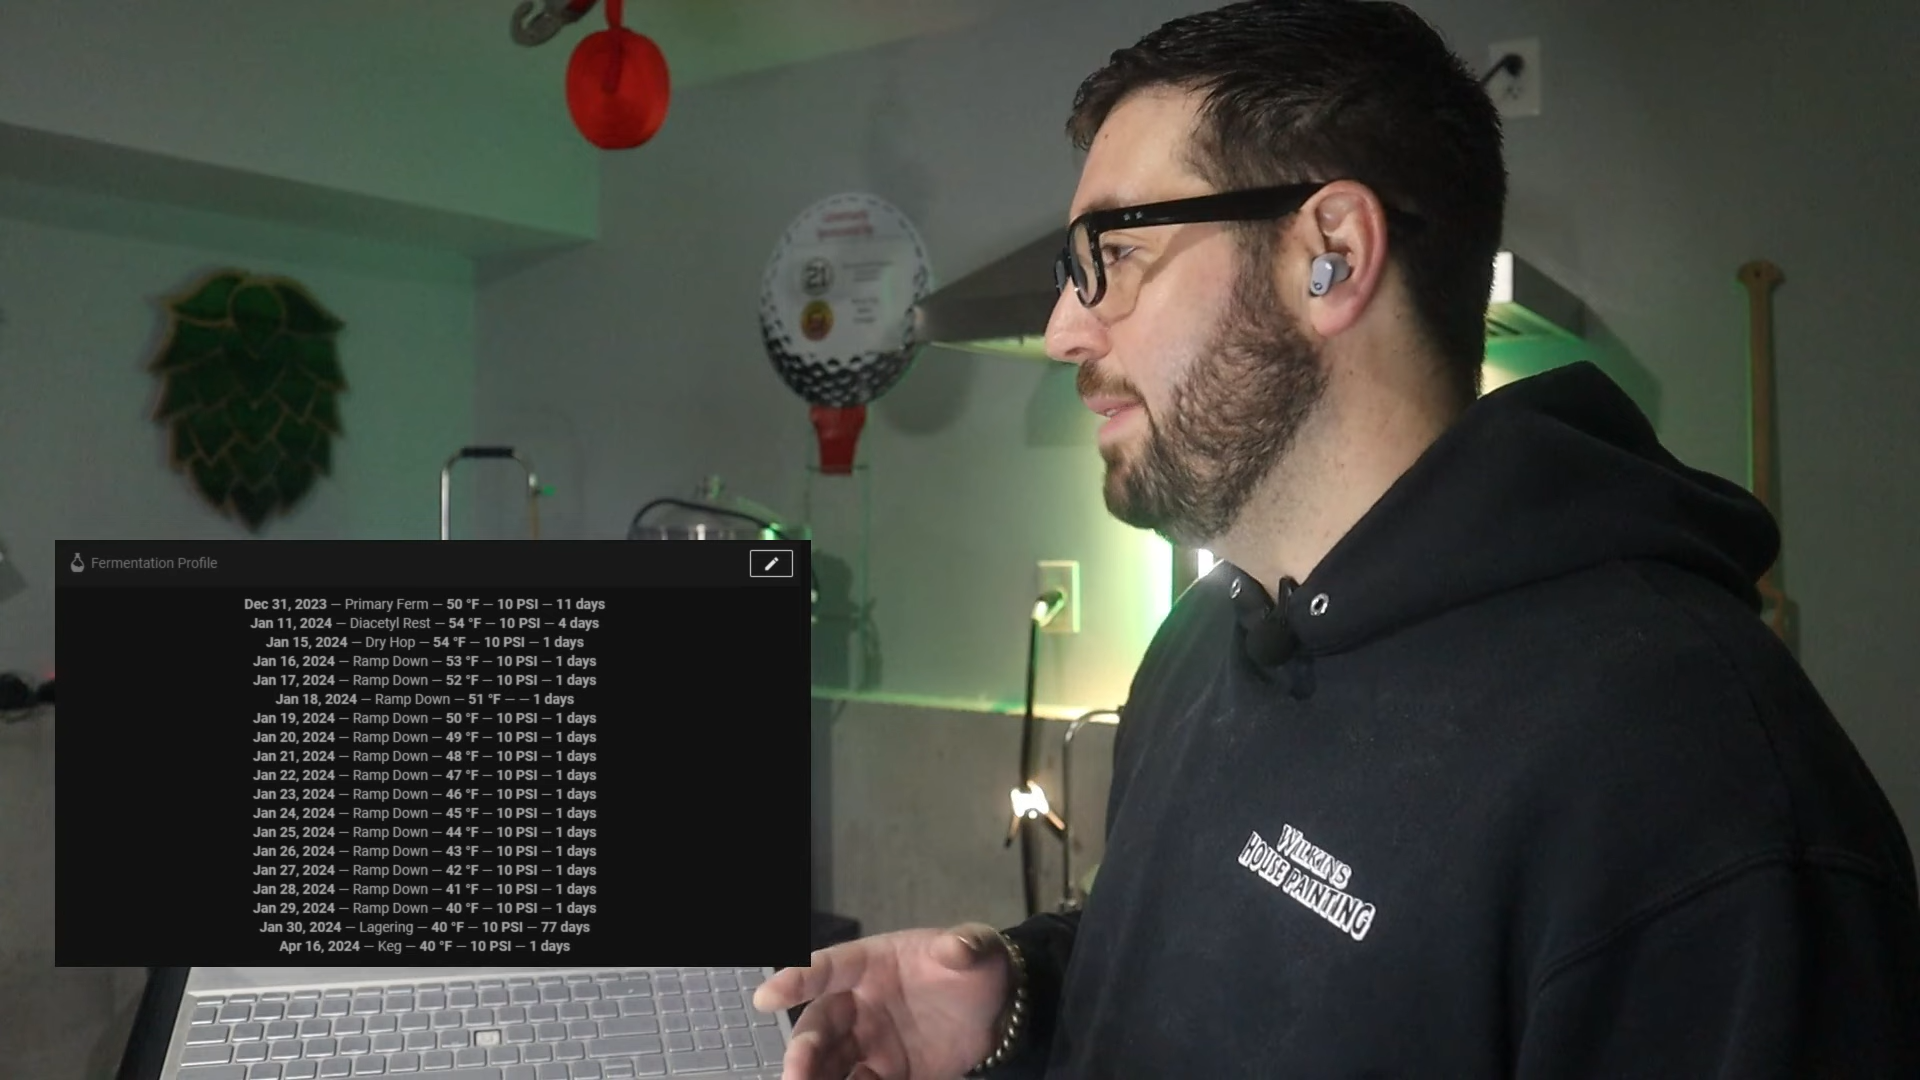 21
Fermentation Profile
Dec 31, 2023 — Primary Ferm — 50 °F — 10 PSI — 11 days
Jan 11, 2024 — Diacetyl Rest — 54 °F — 10 PSI — 4 days
Jan 15, 2024 — Dry Hop — 54 °F — 10 PSI — 1 days
Jan 16, 2024 — Ramp Down — 53 °F — 10 PSI — 1 days
Jan 17, 2024 — Ramp Down — 52 °F — 10 PSI — 1 days
Jan 18, 2024 — Ramp Down — 51 °F — — 1 days
Jan 19, 2024 — Ramp Down — 50 °F — 10 PSI — 1 days
Jan 20, 2024 — Ramp Down — 49 °F — 10 PSI — 1 days
Jan 21, 2024 — Ramp Down — 48 °F — 10 PSI — 1 days
Jan 22, 2024 — Ramp Down — 47 °F — 10 PSI — 1 days
Jan 23, 2024 — Ramp Down — 46 °F — 10 PSI — 1 days
Jan 24, 2024 — Ramp Down — 45 °F — 10 PSI — 1 days
Jan 25, 2024 — Ramp Down — 44 °F — 10 PSI — 1 days
Jan 26, 2024 — Ramp Down — 43 °F — 10 PSI — 1 days
Jan 27, 2024 — Ramp Down — 42 °F — 10 PSI — 1 days
Jan 28, 2024 — Ramp Down — 41 °F — 10 PSI — 1 days
Jan 29, 2024 — Ramp Down — 40 °F — 10 PSI — 1 days
Jan 30, 2024 — Lagering — 40 °F — 10 PSI — 77 days
Apr 16, 2024 — Keg — 40 °F — 10 PSI — 1 days
WILKINS
HOUSE PAINTING